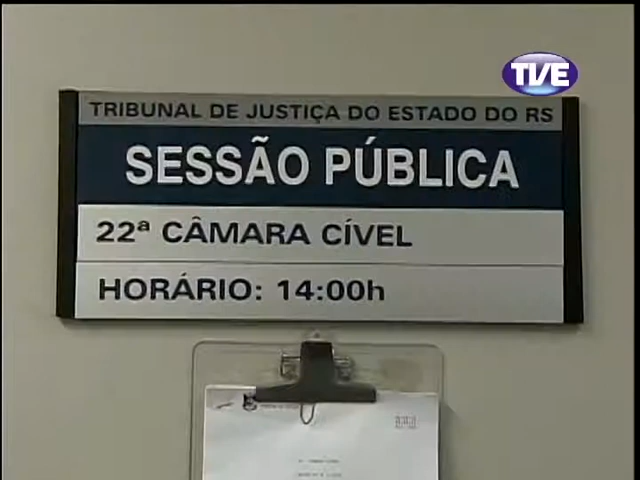 TVE
TRIBUNAL DE JUSTIÇA DO ESTADO DO RS
SESSÃO PÚBLICA
22ª CÂMARA CÍVEL
HORÁRIO: 14:00h